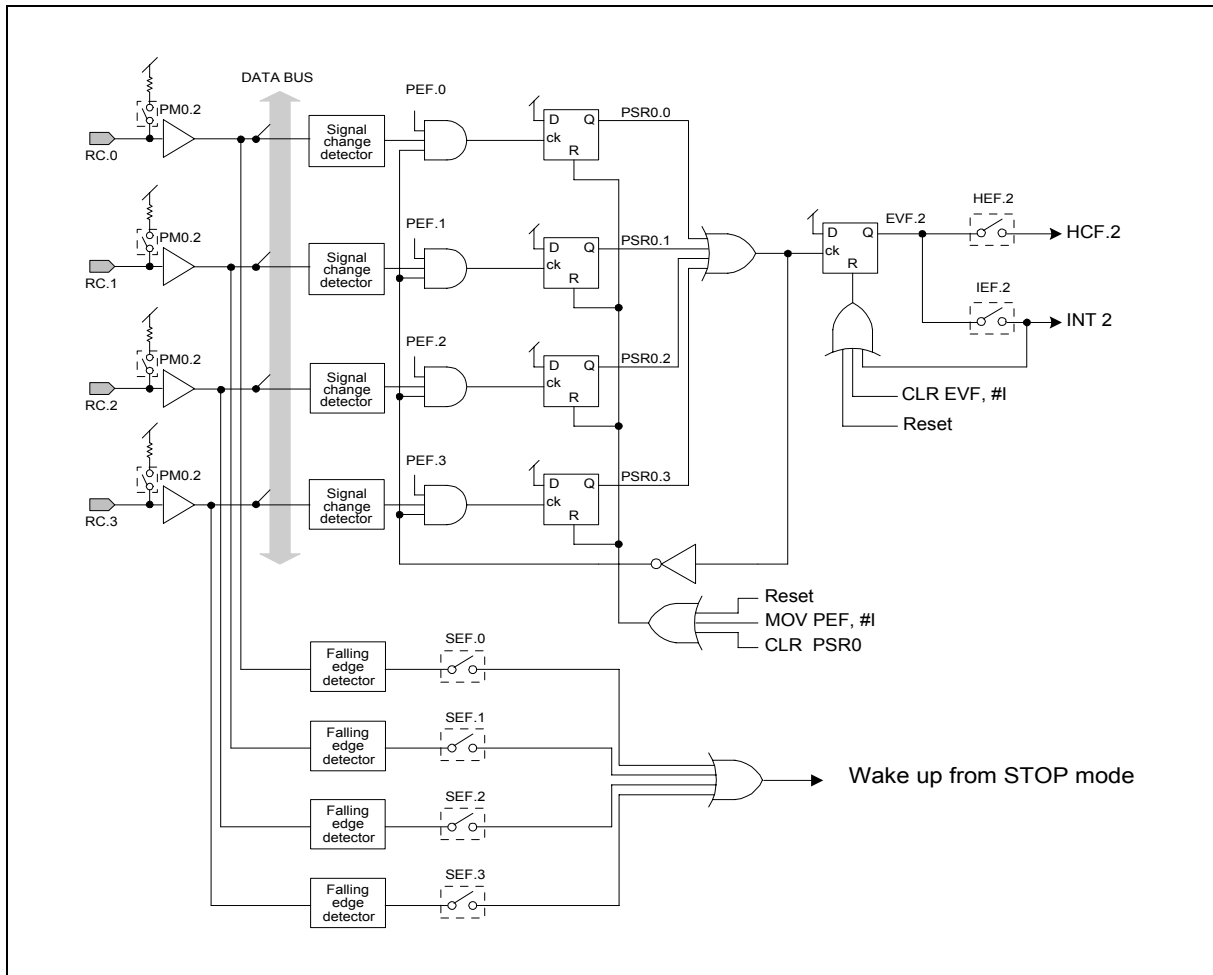 DATA BUS
PM0.2
RC.0
Signal
change
detector
PEF.0
D
Q
ck
R
PSR0.0
PM0.2
RC.1
Signal
change
detector
PEF.1
D
Q
ck
R
PSR0.1
D
Q
ck
R
EVF.2
HEF.2
HCF.2
IEF.2
INT 2
CLR EVF, #I
Reset
PM0.2
RC.2
Signal
change
detector
PEF.2
D
Q
ck
R
PSR0.2
PM0.2
RC.3
Signal
change
detector
PEF.3
D
Q
ck
R
PSR0.3
Reset
MOV PEF, #I
CLR PSR0
Falling
edge
detector
SEF.0
Falling
edge
detector
SEF.1
Wake up from STOP mode
Falling
edge
detector
SEF.2
Falling
edge
detector
SEF.3